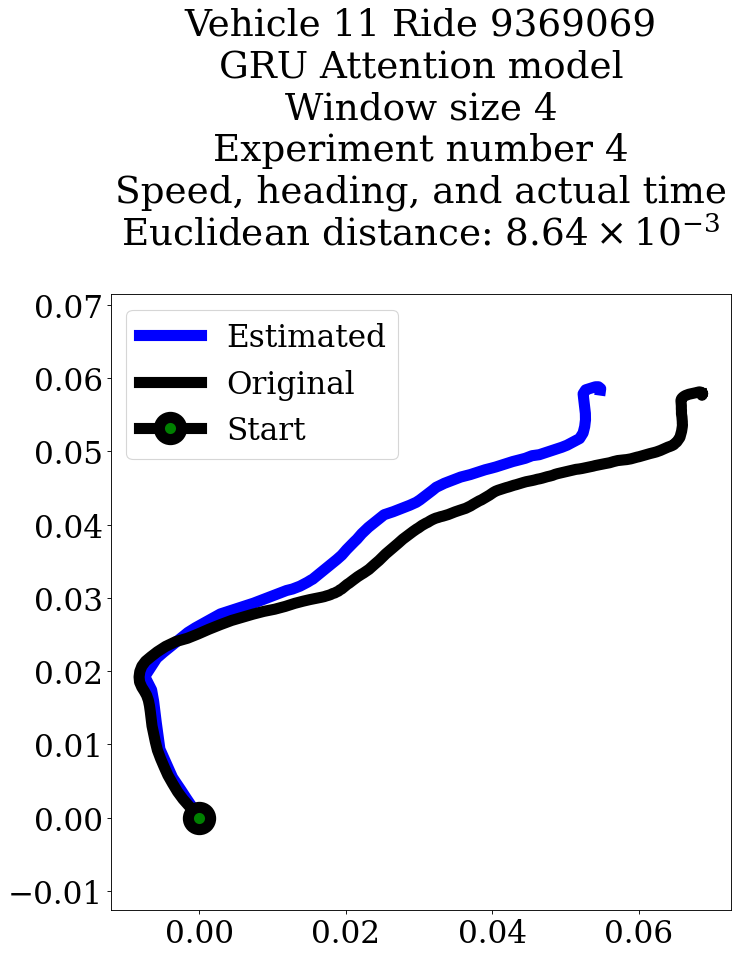 Vehicle 11 Ride 9369069
GRU Attention model
Window size 4
Experiment number 4
Speed, heading, and actual time
Euclidean distance: 8.64 × 10⁻³
0.07
0.06
0.05
0.04
0.03
0.02
0.01
0.00
−0.01
Estimated
Original
Start
0.00 0.02 0.04 0.06